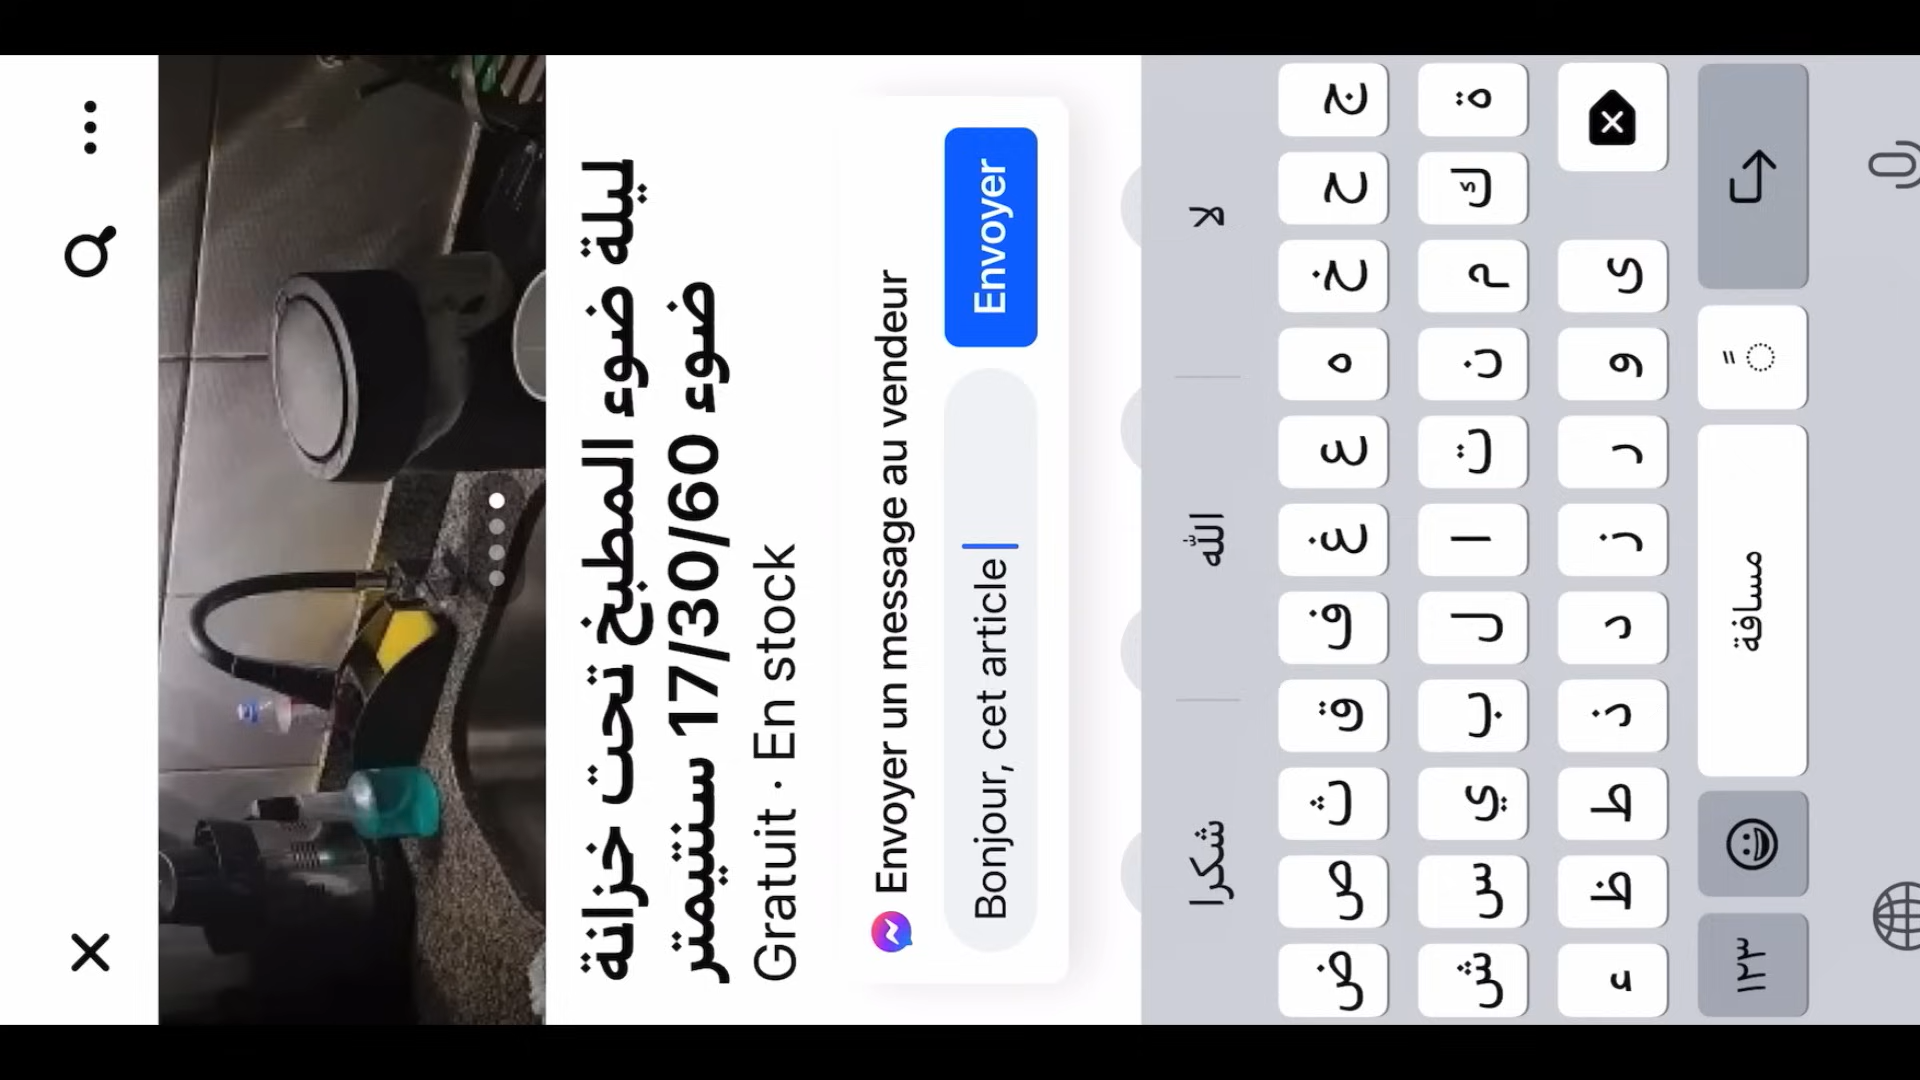 ليلة ضوء المطبخ تحت خزانة
ضوء 17/30/60 سنتيمتر
Gratuit · En stock
Envoyer un message au vendeur
Bonjour, cet article
Envoyer
شكرا
الله
لا
ض ص ث ق ف غ ع ه خ ح ج
ش س ي ب ل ا ت ن م ك ة
ء ظ ط ذ د ز ر و ى
١٢٣
مسافة